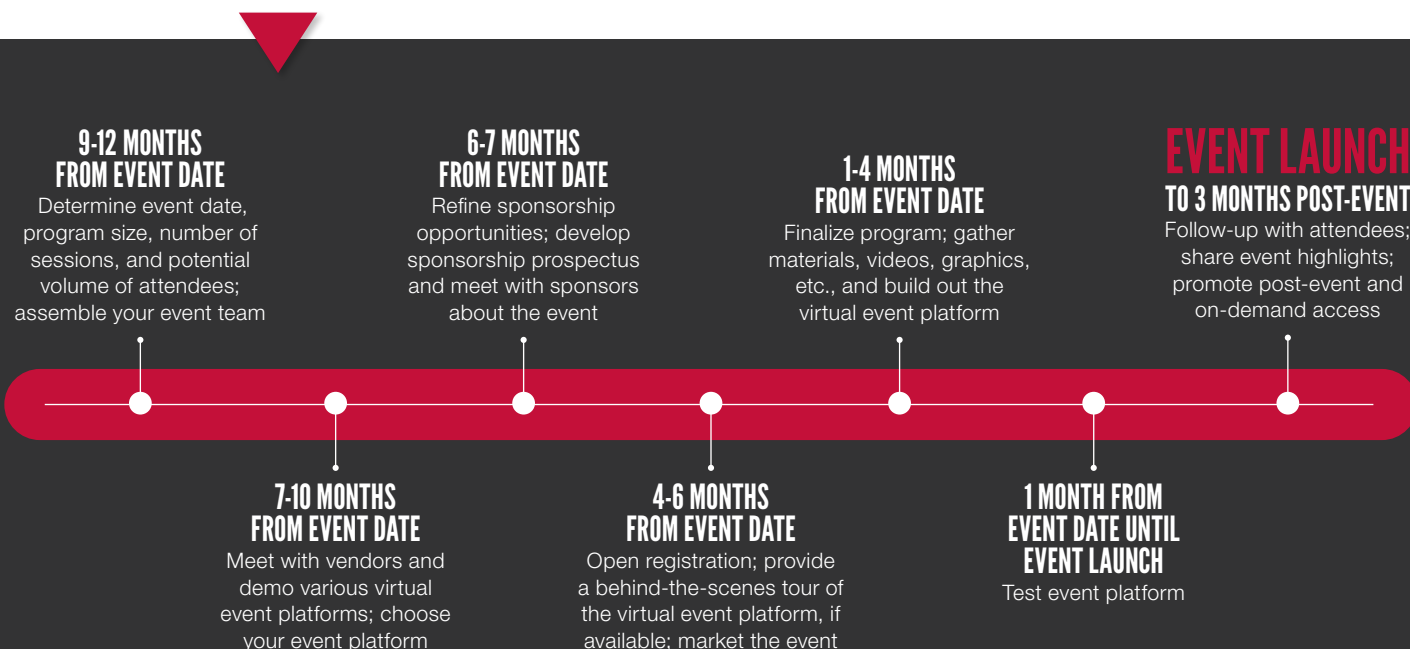 9-12 MONTHS
FROM EVENT DATE
Determine event date,
program size, number of
sessions, and potential
volume of attendees;
assemble your event team
7-10 MONTHS
FROM EVENT DATE
Meet with vendors and
demo various virtual
event platforms; choose
your event platform
6-7 MONTHS
FROM EVENT DATE
Refine sponsorship
opportunities; develop
sponsorship prospectus
and meet with sponsors
about the event
4-6 MONTHS
FROM EVENT DATE
Open registration; provide
a behind-the-scenes tour of
the virtual event platform, if
available; market the event
1-4 MONTHS
FROM EVENT DATE
Finalize program; gather
materials, videos, graphics,
etc., and build out the
virtual event platform
1 MONTH FROM
EVENT DATE UNTIL
EVENT LAUNCH
Test event platform
EVENT LAUNCH
TO 3 MONTHS POST-EVENT
Follow-up with attendees;
share event highlights;
promote post-event and
on-demand access